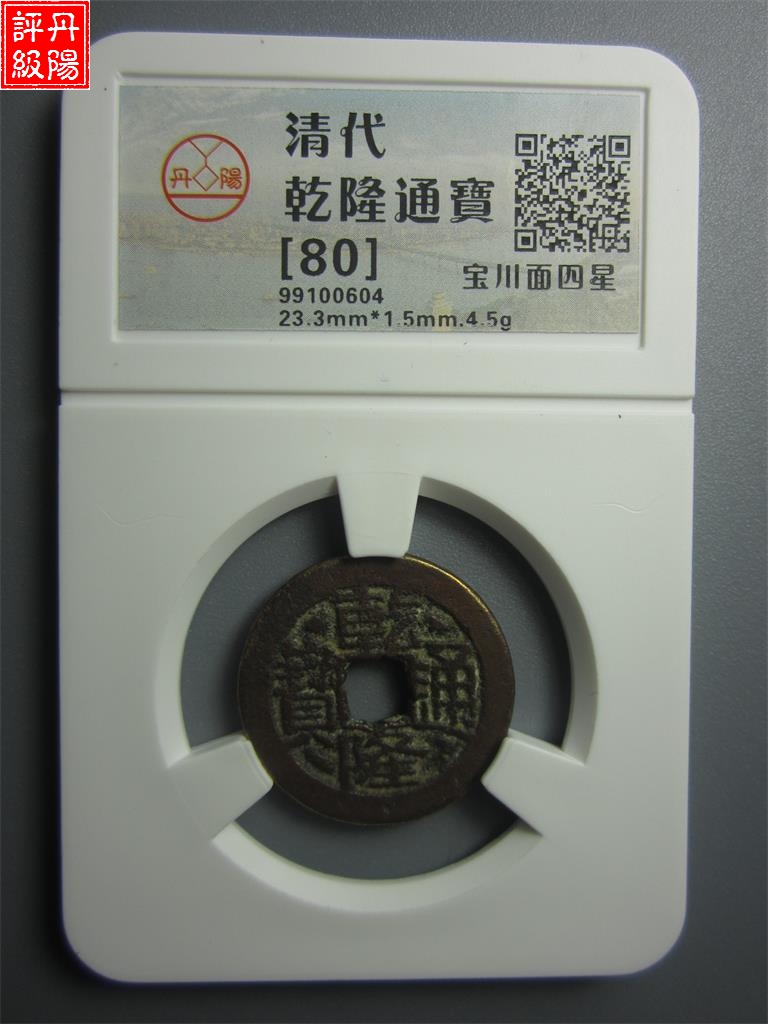 丹陽
評級
清代
丹 陽
乾隆通寶
[80]
宝川面四星
99100604
23.3mm*1.5mm.4.5g
乾隆通寶